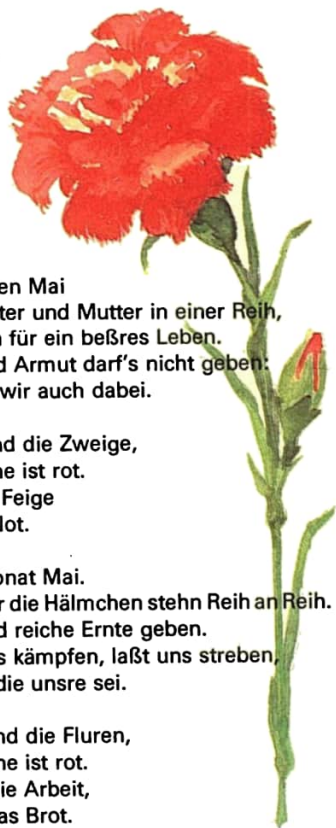 en Mai
ter und Mutter in einer Reih,
für ein beßres Leben.
d Armut darf's nicht geben:
wir auch dabei.
nd die Zweige,
ne ist rot.
Feige
lot.
onat Mai.
r die Hälmchen stehn Reih an Reih.
d reiche Ernte geben.
s kämpfen, laßt uns streben,
die unsre sei.
nd die Fluren,
ne ist rot.
ie Arbeit,
as Brot.